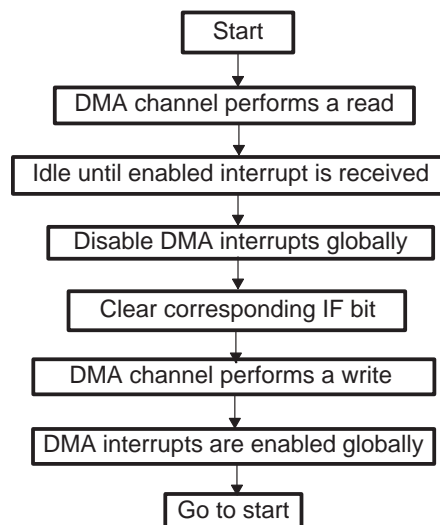 Start
DMA channel performs a read
Idle until enabled interrupt is received
Disable DMA interrupts globally
Clear corresponding IF bit
DMA channel performs a write
DMA interrupts are enabled globally
Go to start